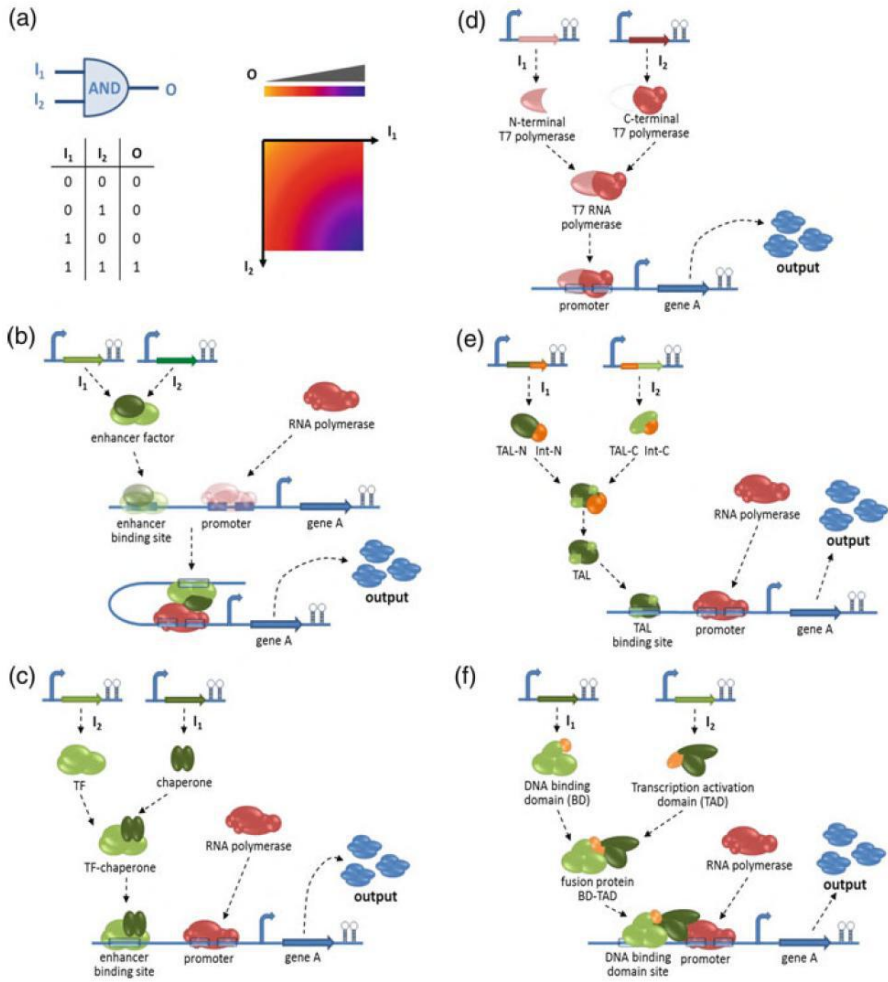 (a)
I1
I2
AND
O
O
I1
I2
I1 I2 O
0 0 0
0 1 0
1 0 0
1 1 1
(b)
I1 I2
enhancer factor
RNA polymerase
enhancer
binding site
promoter
gene A
output
gene A
(c)
I2 I1
TF
chaperone
TF-chaperone
RNA polymerase
output
enhancer
binding site
promoter
gene A
(d)
I1 I2
N-terminal
T7 polymerase
C-terminal
T7 polymerase
T7 RNA
polymerase
output
promoter
gene A
(e)
I1 I2
TAL-N Int-N
TAL-C Int-C
RNA polymerase
output
TAL
TAL
binding site
promoter
gene A
(f)
I1 I2
DNA binding
domain (BD)
Transcription activation
domain (TAD)
RNA polymerase
output
fusion protein
BD-TAD
DNA binding
domain site
promoter
gene A